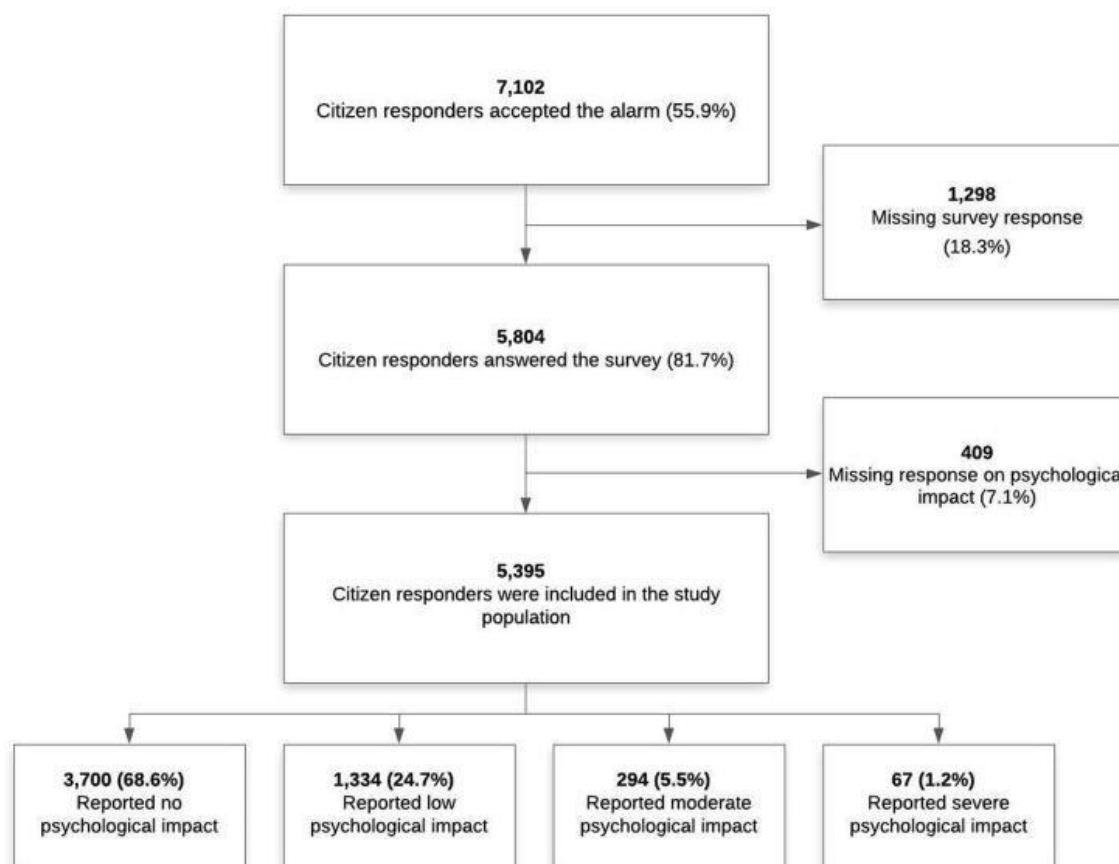 7,102
Citizen responders accepted the alarm (55.9%)
1,298
Missing survey response
(18.3%)
5,804
Citizen responders answered the survey (81.7%)
409
Missing response on psychological
impact (7.1%)
5,395
Citizen responders were included in the study
population
3,700 (68.6%)
Reported no
psychological impact
1,334 (24.7%)
Reported low
psychological impact
294 (5.5%)
Reported moderate
psychological impact
67 (1.2%)
Reported severe
psychological impact